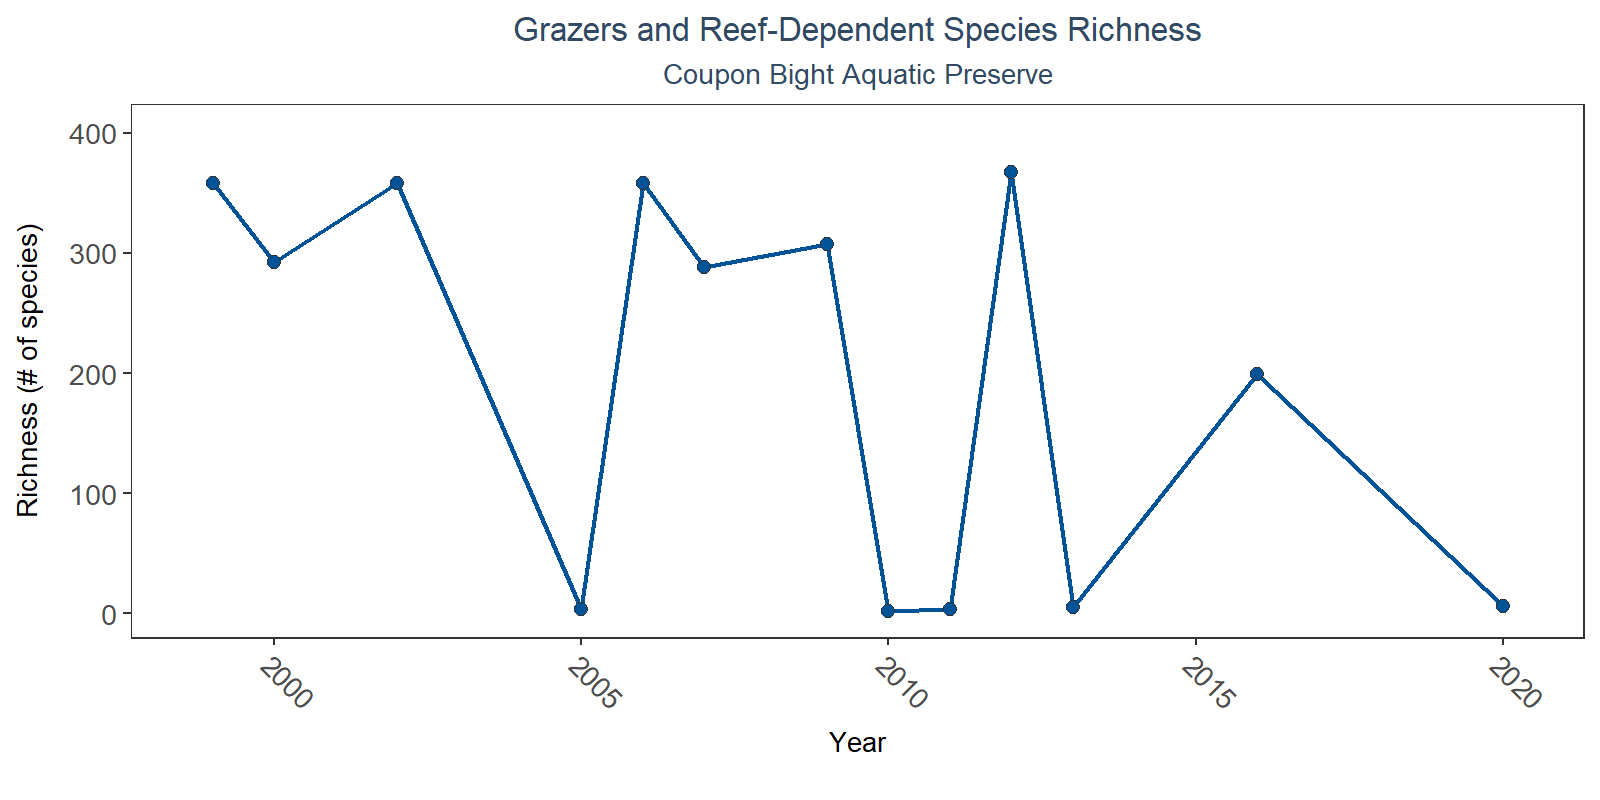 Grazers and Reef-Dependent Species Richness
Coupon Bight Aquatic Preserve
Richness (# of species)
400
300
200
100
0
2000
2005
2010
2015
2020
Year